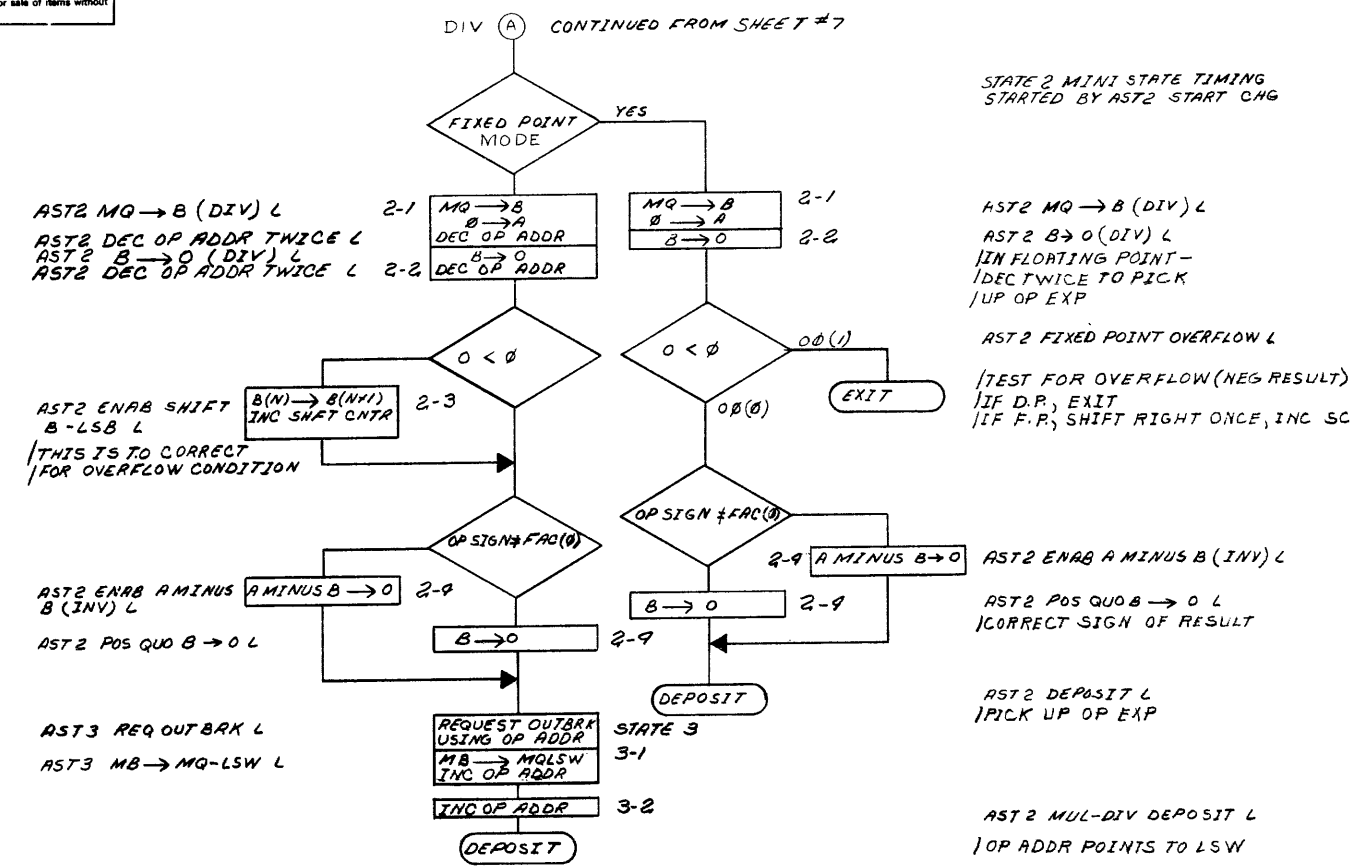 or sale of items without
DIV (A) CONTINUED FROM SHEET #7
STATE 2 MINI STATE TIMING
STARTED BY AST2 START CHG
FIXED POINT
MODE
YES
AST2 MQ → B (DIV) L
AST2 DEC OP ADDR TWICE L
AST2 B → O (DIV) L
AST2 DEC OP ADDR TWICE L
2-1
MQ → B
Ø → A
DEC OP ADDR
2-2
B → O
DEC OP ADDR
MQ → B
Ø → A
2-1
B → O
2-2
AST2 MQ → B (DIV) L
AST2 B→ O (DIV) L
/IN FLOATING POINT-
/DEC TWICE TO PICK
/UP OP EXP
O < Ø
O < Ø
OØ(1)
EXIT
OØ(Ø)
AST 2 FIXED POINT OVERFLOW L
/TEST FOR OVERFLOW (NEG RESULT)
/IF D.P., EXIT
/IF F.P., SHIFT RIGHT ONCE, INC SC
AST2 ENAB SHIFT
B-LSB L
/THIS IS TO CORRECT
/FOR OVERFLOW CONDITION
B(N) → B(N+1)
INC SHFT CNTR
2-3
OP SIGN ≠ FAC(Ø)
OP SIGN ≠ FAC(Ø)
AST2 ENAB A MINUS
B (INV) L
A MINUS B → O
2-4
AST2 POS QUO B → O L
B → O
2-4
2-4
A MINUS B → O
B → O
2-4
AST2 ENAB A MINUS B (INV) L
AST2 POS QUO B → O L
/CORRECT SIGN OF RESULT
DEPOSIT
AST2 DEPOSIT L
/PICK UP OP EXP
AST3 REQ OUT BRK L
AST3 MB → MQ-LSW L
REQUEST OUTBRK
USING OP ADDR
STATE 3
MB → MQLSW
INC OP ADDR
3-1
INC OP ADDR
3-2
DEPOSIT
AST 2 MUL-DIV DEPOSIT L
/OP ADDR POINTS TO LSW